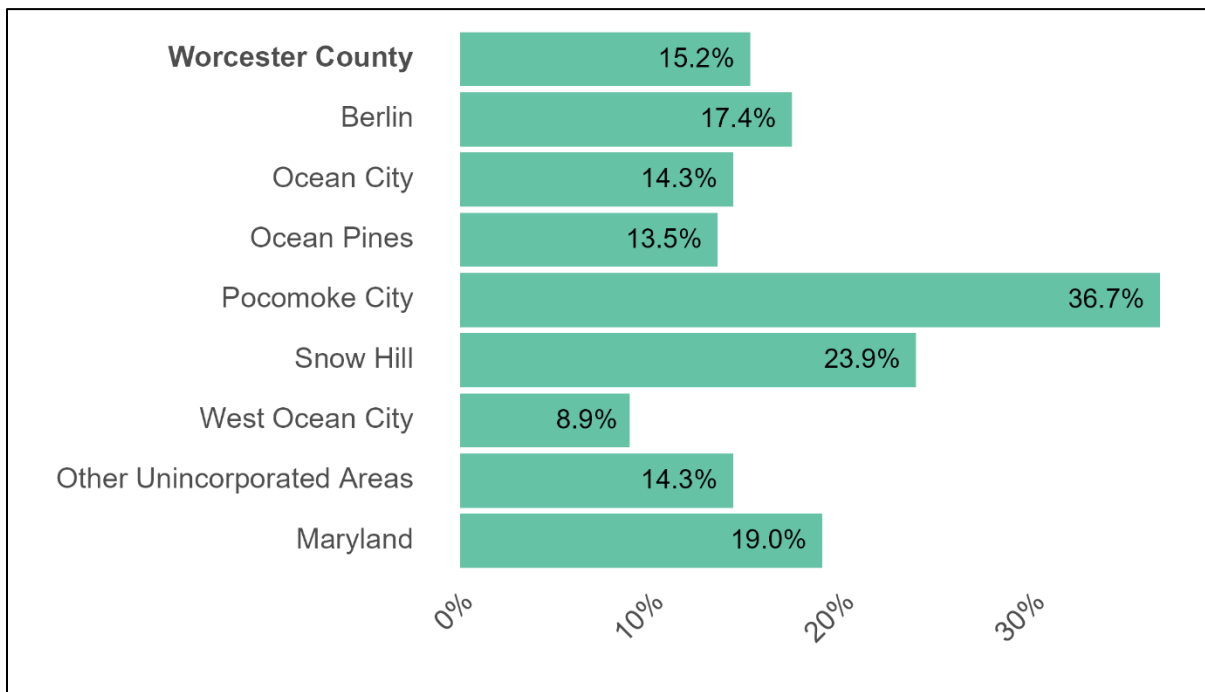 Worcester County 15.2%
Berlin 17.4%
Ocean City 14.3%
Ocean Pines 13.5%
Pocomoke City 36.7%
Snow Hill 23.9%
West Ocean City 8.9%
Other Unincorporated Areas 14.3%
Maryland 19.0%
0% 10% 20% 30%